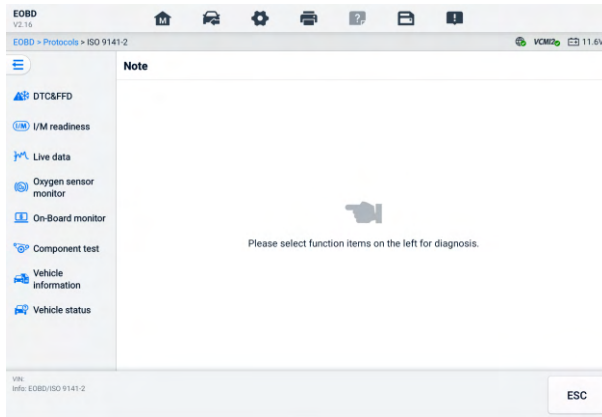 EOBD
V2.16
M
?
!
EOBD > Protocols > ISO 9141-2
VCMI2
11.6V
Note
DTC&FFD
I/M
I/M readiness
Live data
Oxygen sensor
monitor
On-Board monitor
Component test
Vehicle
information
Vehicle status
Please select function items on the left for diagnosis.
VIN:
Info: EOBD/ISO 9141-2
ESC